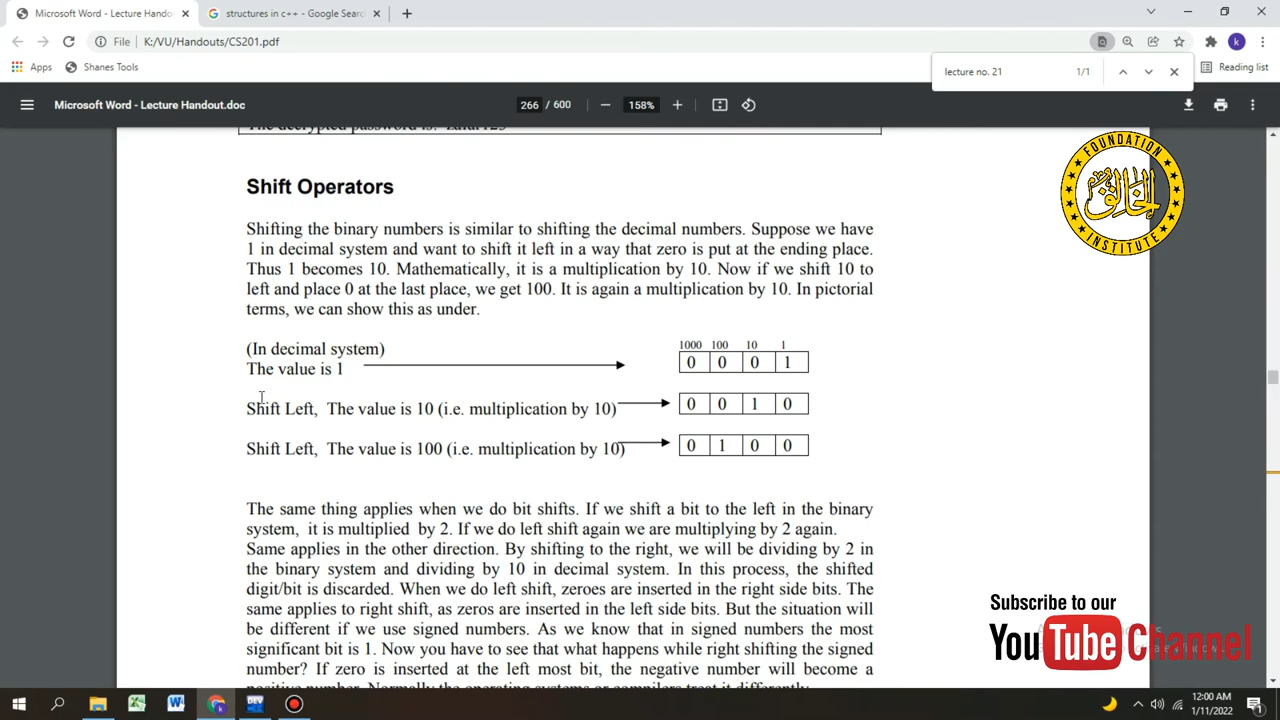 Microsoft Word - Lecture Hando
structures in c++ - Google Searc
File K:/VU/Handouts/CS201.pdf
Apps Shanes Tools
lecture no. 21 1/1
Reading list
Microsoft Word - Lecture Handout.doc
266 / 600
158%
The decrypted password is: zafar123
FOUNDATION
INSTITUTE
Shift Operators
Shifting the binary numbers is similar to shifting the decimal numbers. Suppose we have
1 in decimal system and want to shift it left in a way that zero is put at the ending place.
Thus 1 becomes 10. Mathematically, it is a multiplication by 10. Now if we shift 10 to
left and place 0 at the last place, we get 100. It is again a multiplication by 10. In pictorial
terms, we can show this as under.
(In decimal system)
1000 100 10 1
The value is 1
0 0 0 1
Shift Left, The value is 10 (i.e. multiplication by 10)
0 0 1 0
Shift Left, The value is 100 (i.e. multiplication by 10)
0 1 0 0
The same thing applies when we do bit shifts. If we shift a bit to the left in the binary
system, it is multiplied by 2. If we do left shift again we are multiplying by 2 again.
Same applies in the other direction. By shifting to the right, we will be dividing by 2 in
the binary system and dividing by 10 in decimal system. In this process, the shifted
digit/bit is discarded. When we do left shift, zeroes are inserted in the right side bits. The
same applies to right shift, as zeros are inserted in the left side bits. But the situation will
be different if we use signed numbers. As we know that in signed numbers the most
significant bit is 1. Now you have to see that what happens while right shifting the signed
number? If zero is inserted at the left most bit, the negative number will become a
positive number. Normally the operating systems or compilers treat it differently.
Subscribe to our
YouTube Channel
12:00 AM
1/11/2022